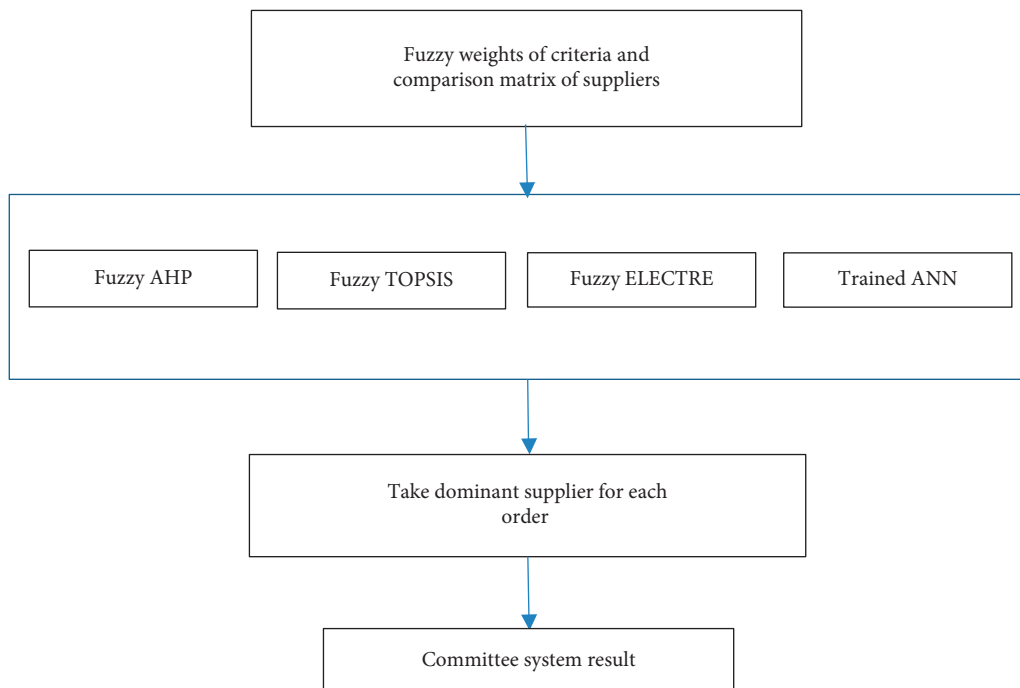 Fuzzy weights of criteria and
comparison matrix of suppliers
Fuzzy AHP
Fuzzy TOPSIS
Fuzzy ELECTRE
Trained ANN
Take dominant supplier for each
order
Committee system result